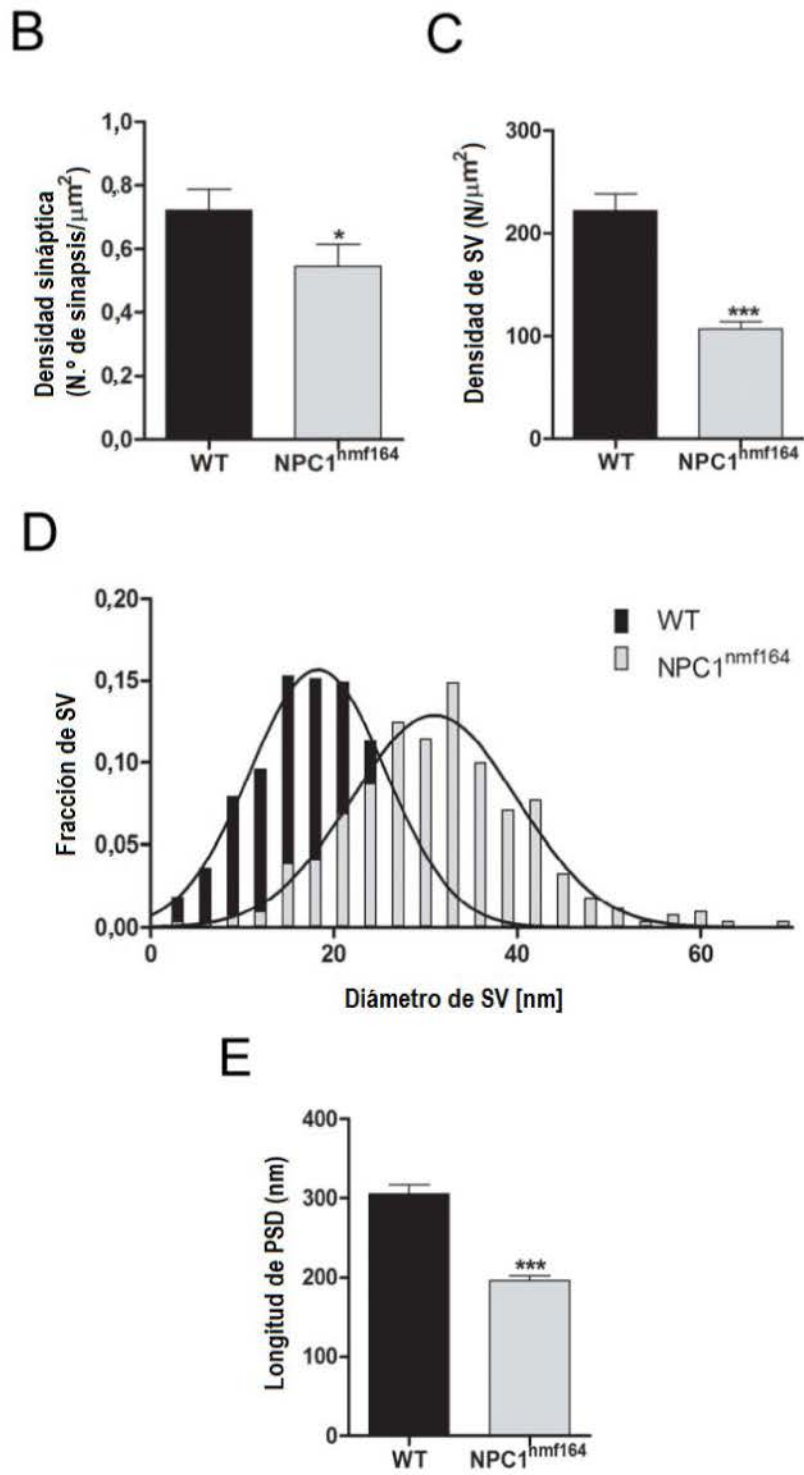 B
C
1,0
0,8
0,6
0,4
0,2
0,0
Densidad sináptica
(N.º de sinapsis/μm²)
*
WT
NPC1hmf164
300
200
100
0
Densidad de SV (N/μm²)
***
WT
NPC1hmf164
D
0,20
0,15
0,10
0,05
0,00
Fracción de SV
WT
NPC1nmf164
0
20
40
60
Diámetro de SV [nm]
E
400
300
200
100
0
Longitud de PSD (nm)
***
WT
NPC1hmf164